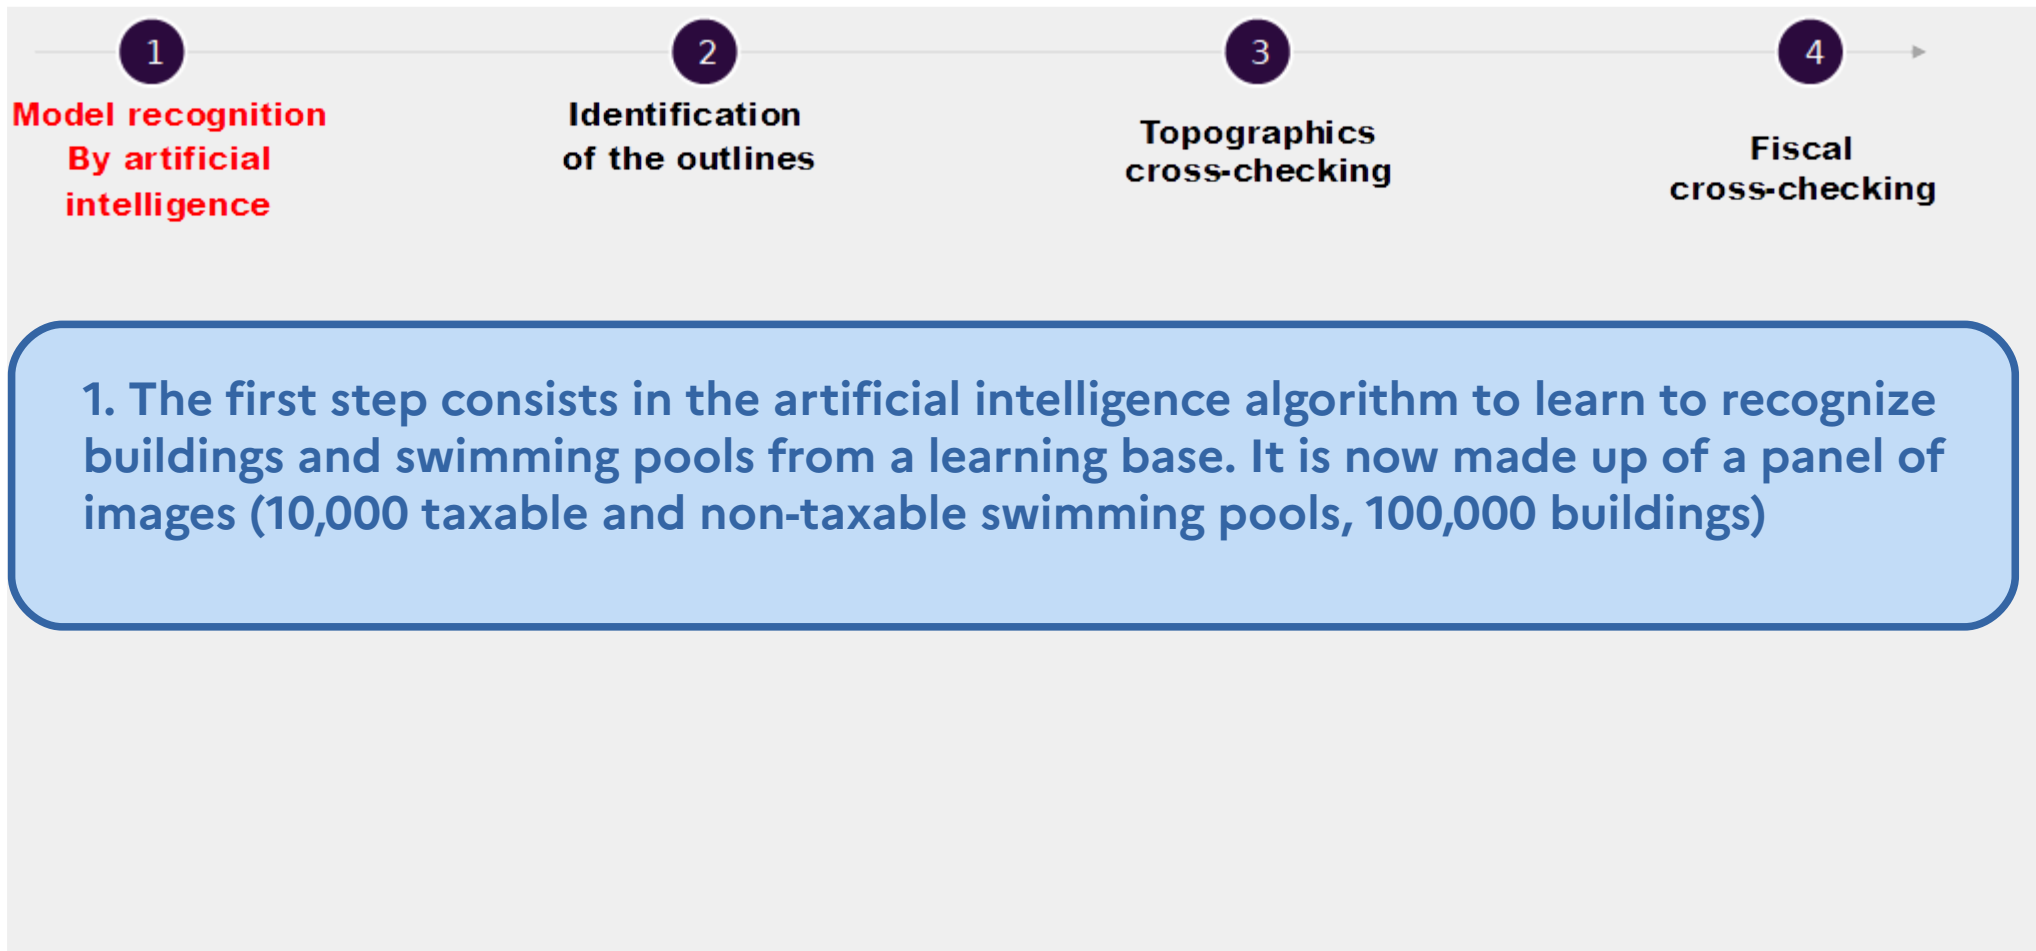 1
2
3
4
Model recognition
By artificial
intelligence
Identification
of the outlines
Topographics
cross-checking
Fiscal
cross-checking
1. The first step consists in the artificial intelligence algorithm to learn to recognize
buildings and swimming pools from a learning base. It is now made up of a panel of
images (10,000 taxable and non-taxable swimming pools, 100,000 buildings)